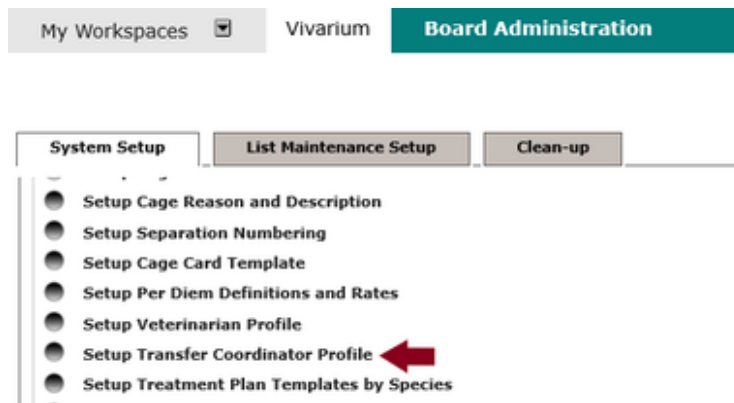 My Workspaces Vivarium Board Administration
System Setup List Maintenance Setup Clean-up
Setup Cage Reason and Description
Setup Separation Numbering
Setup Cage Card Template
Setup Per Diem Definitions and Rates
Setup Veterinarian Profile
Setup Transfer Coordinator Profile
Setup Treatment Plan Templates by Species